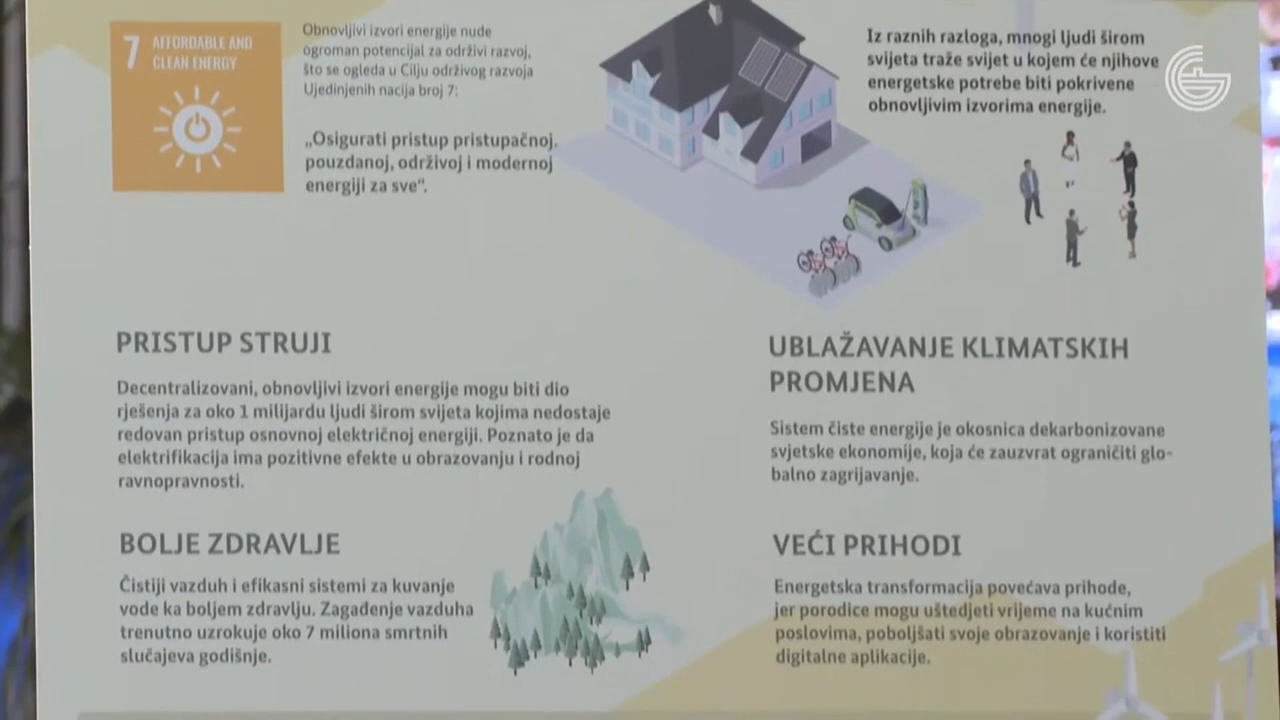 7 AFFORDABLE AND
CLEAN ENERGY
Obnovljivi izvori energije nude
ogroman potencijal za održivi razvoj,
što se ogleda u Cilju održivog razvoja
Ujedinjenih nacija broj 7:
„Osigurati pristup pristupačnoj,
pouzdanoj, održivoj i modernoj
energiji za sve“.
Iz raznih razloga, mnogi ljudi širom
svijeta traže svijet u kojem će njihove
energetske potrebe biti pokrivene
obnovljivim izvorima energije.
PRISTUP STRUJI
Decentralizovani, obnovljivi izvori energije mogu biti dio
rješenja za oko 1 milijardu ljudi širom svijeta kojima nedostaje
redovan pristup osnovnoj električnoj energiji. Poznato je da
elektrifikacija ima pozitivne efekte u obrazovanju i rodnoj
ravnopravnosti.
UBLAŽAVANJE KLIMATSKIH
PROMJENA
Sistem čiste energije je okosnica dekarbonizovane
svjetske ekonomije, koja će zauzvrat ograničiti glo-
balno zagrijavanje.
BOLJE ZDRAVLJE
Čistiji vazduh i efikasni sistemi za kuvanje
vode ka boljem zdravlju. Zagađenje vazduha
trenutno uzrokuje oko 7 miliona smrtnih
slučajeva godišnje.
VEĆI PRIHODI
Energetska transformacija povećava prihode,
jer porodice mogu uštedjeti vrijeme na kućnim
poslovima, poboljšati svoje obrazovanje i koristiti
digitalne aplikacije.